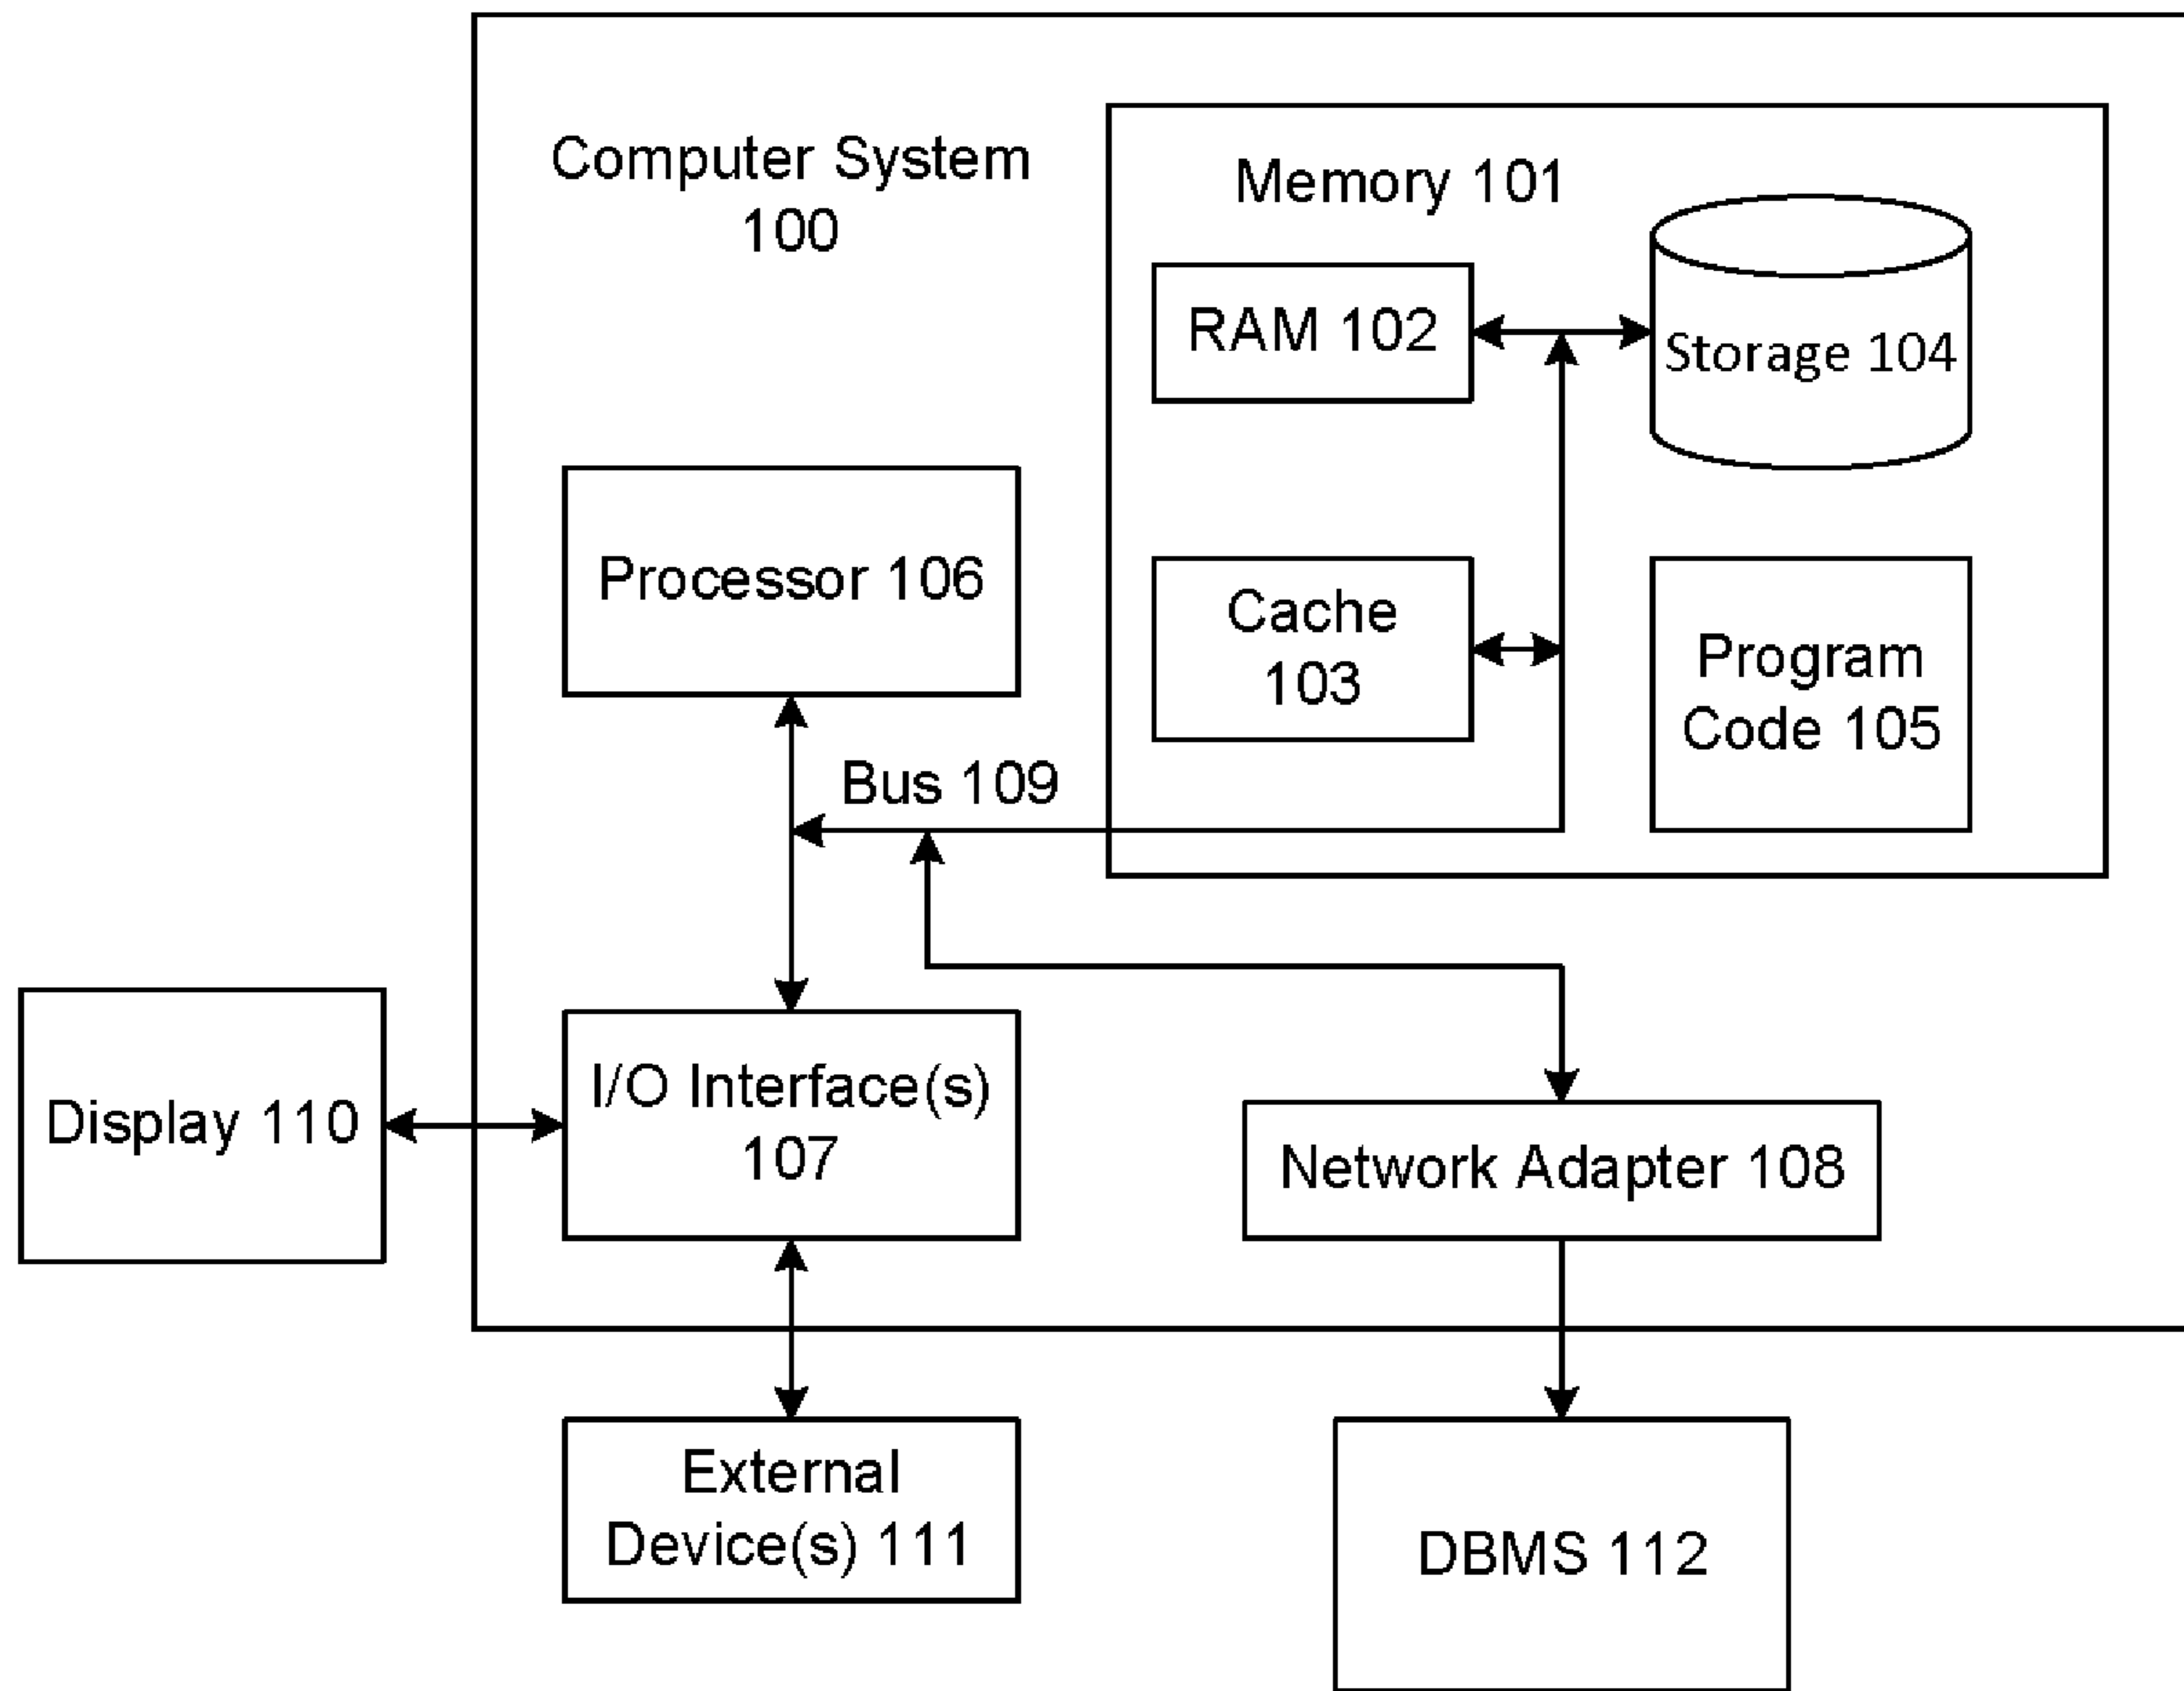 Computer System
100
Memory 101
RAM 102
Storage 104
Processor 106
Cache
103
Program
Code 105
Bus 109
Display 110
I/O Interface(s)
107
Network Adapter 108
External
Device(s) 111
DBMS 112